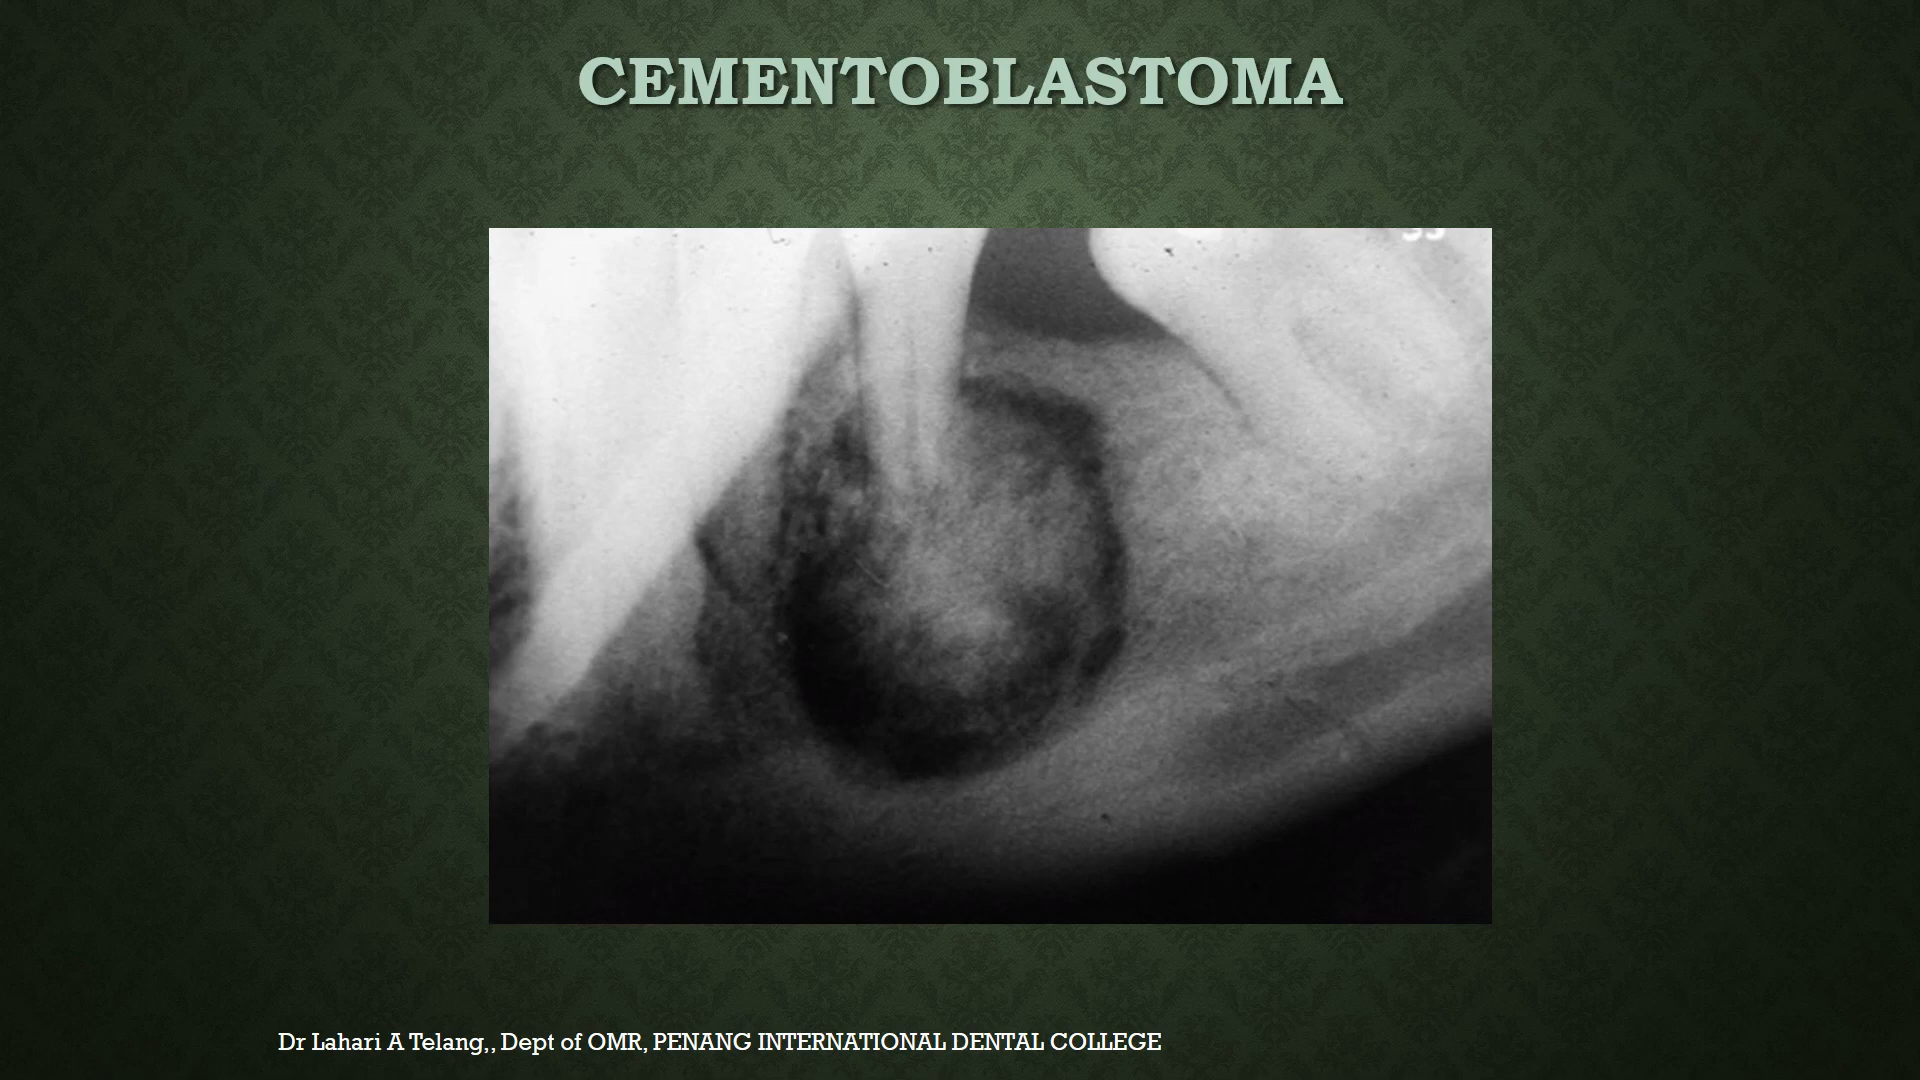 CEMENTOBLASTOMA
Dr Lahari A Telang,, Dept of OMR, PENANG INTERNATIONAL DENTAL COLLEGE